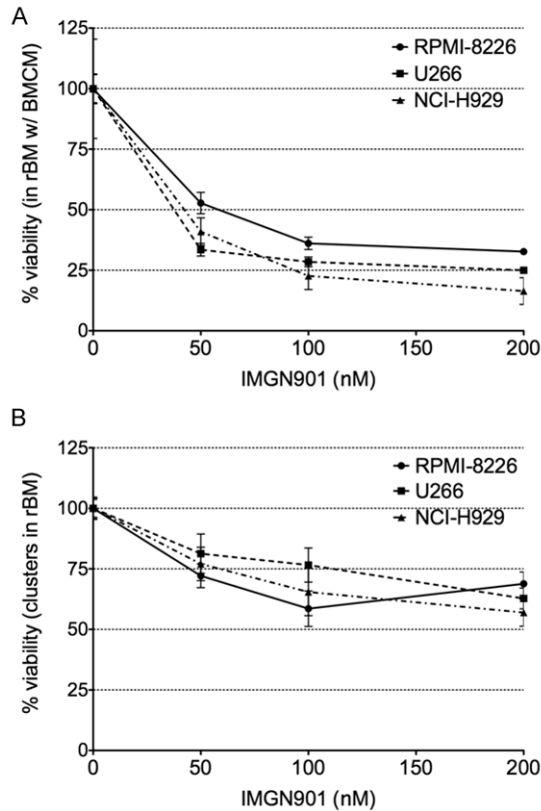 A
% viability (in rBM w/ BMCM)
125
100
75
50
25
0
RPMI-8226
U266
NCI-H929
0 50 100 150 200
IMGN901 (nM)
B
% viability (clusters in rBM)
125
100
75
50
25
0
RPMI-8226
U266
NCI-H929
0 50 100 150 200
IMGN901 (nM)